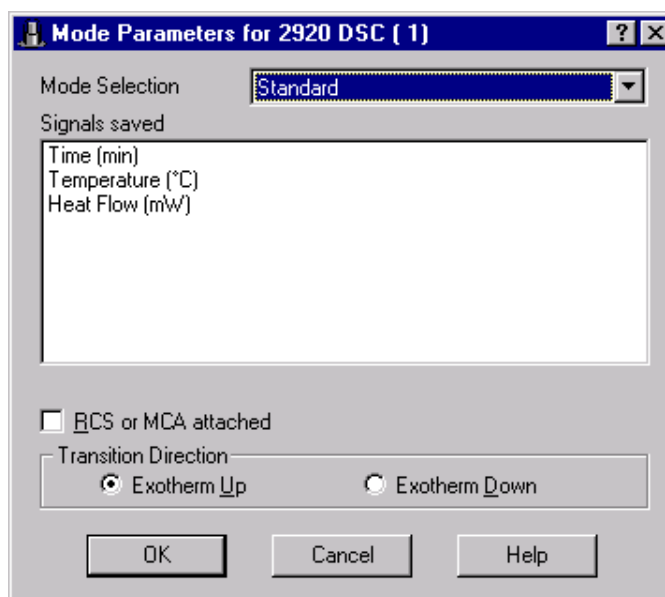 Mode Parameters for 2920 DSC ( 1)
Mode Selection Standard
Signals saved
Time (min)
Temperature (°C)
Heat Flow (mW)
RCS or MCA attached
Transition Direction
Exotherm Up Exotherm Down
OK Cancel Help